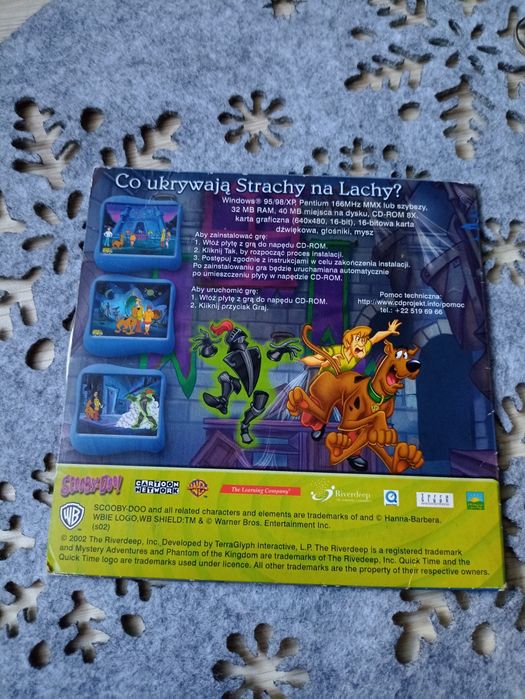 Co ukrywają Strachy na Lachy?
Windows® 95/98/XP, Pentium 166MHz MMX lub szybszy,
32 MB RAM, 40 MB miejsca na dysku, CD-ROM 8X,
karta graficzna (640x480, 16-bit), 16-bitowa karta
dźwiękowa, głośniki, mysz
Aby zainstalować grę:
1. Włóż płytę z grą do napędu CD-ROM.
2. Kliknij Tak, by rozpocząć proces instalacji.
3. Postępuj zgodnie z instrukcjami w celu zakończenia instalacji.
Po zainstalowaniu gra będzie uruchamiana automatycznie
po umieszczeniu płyty w napędzie CD-ROM.
Aby uruchomić grę:
1. Włóż płytę z grą do napędu CD-ROM.
2. Kliknij przycisk Graj.
Pomoc techniczna:
http://www.cdprojekt.info/pomoc
tel.: +22 519 69 66
SCOOBY-DOO!
CARTOON NETWORK
The Learning Company®
Riverdeep
WB
SCOOBY-DOO and all related characters and elements are trademarks of and © Hanna-Barbera.
WBIE LOGO,WB SHIELD:TM & © Warner Bros. Entertainment Inc.
(s02)
© 2002 The Riverdeep, Inc. Developed by TerraGlyph Interactive, L.P. The Riverdeep is a registered trademark
and Mystery Adventures and Phantom of the Kingdom are trademarks of The Rivedeep, Inc. Quick Time and the
Quick Time logo are trademarks used under licence. All other trademarks are the property of their respective owners.